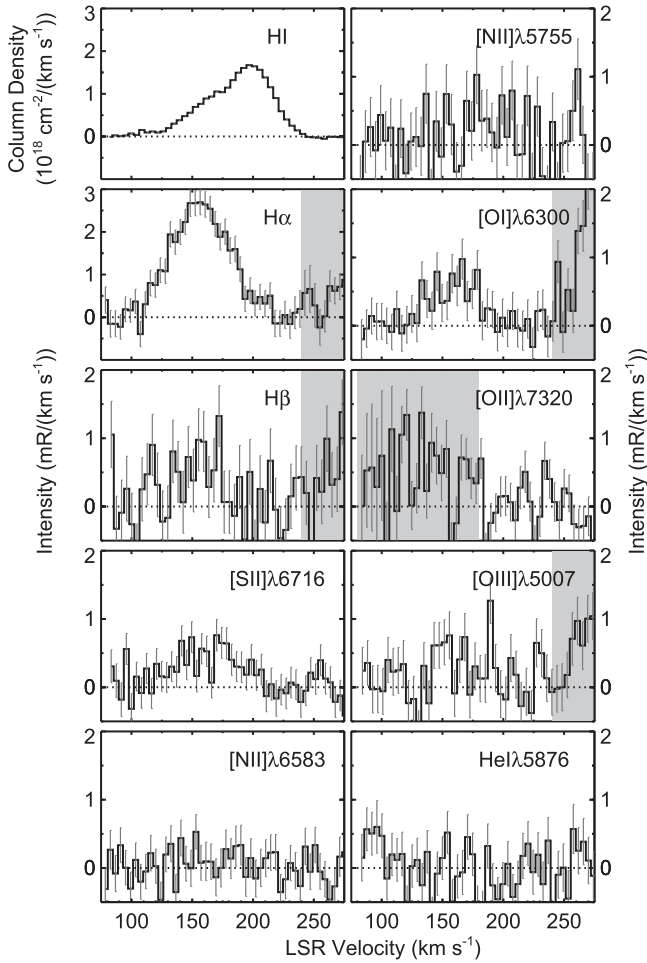 HI
[NII]λ5755
Column Density
(10¹⁸ cm⁻²/(km s⁻¹))
3
2
1
0
2
1
0
Hα
[OI]λ6300
3
2
1
0
2
1
0
Hβ
[OII]λ7320
Intensity (mR/(km s⁻¹))
Intensity (mR/(km s⁻¹))
2
1
0
2
1
0
[SII]λ6716
[OIII]λ5007
2
1
0
2
1
0
[NII]λ6583
HeIλ5876
2
1
0
2
1
0
100 150 200 250 100 150 200 250
LSR Velocity (km s⁻¹)